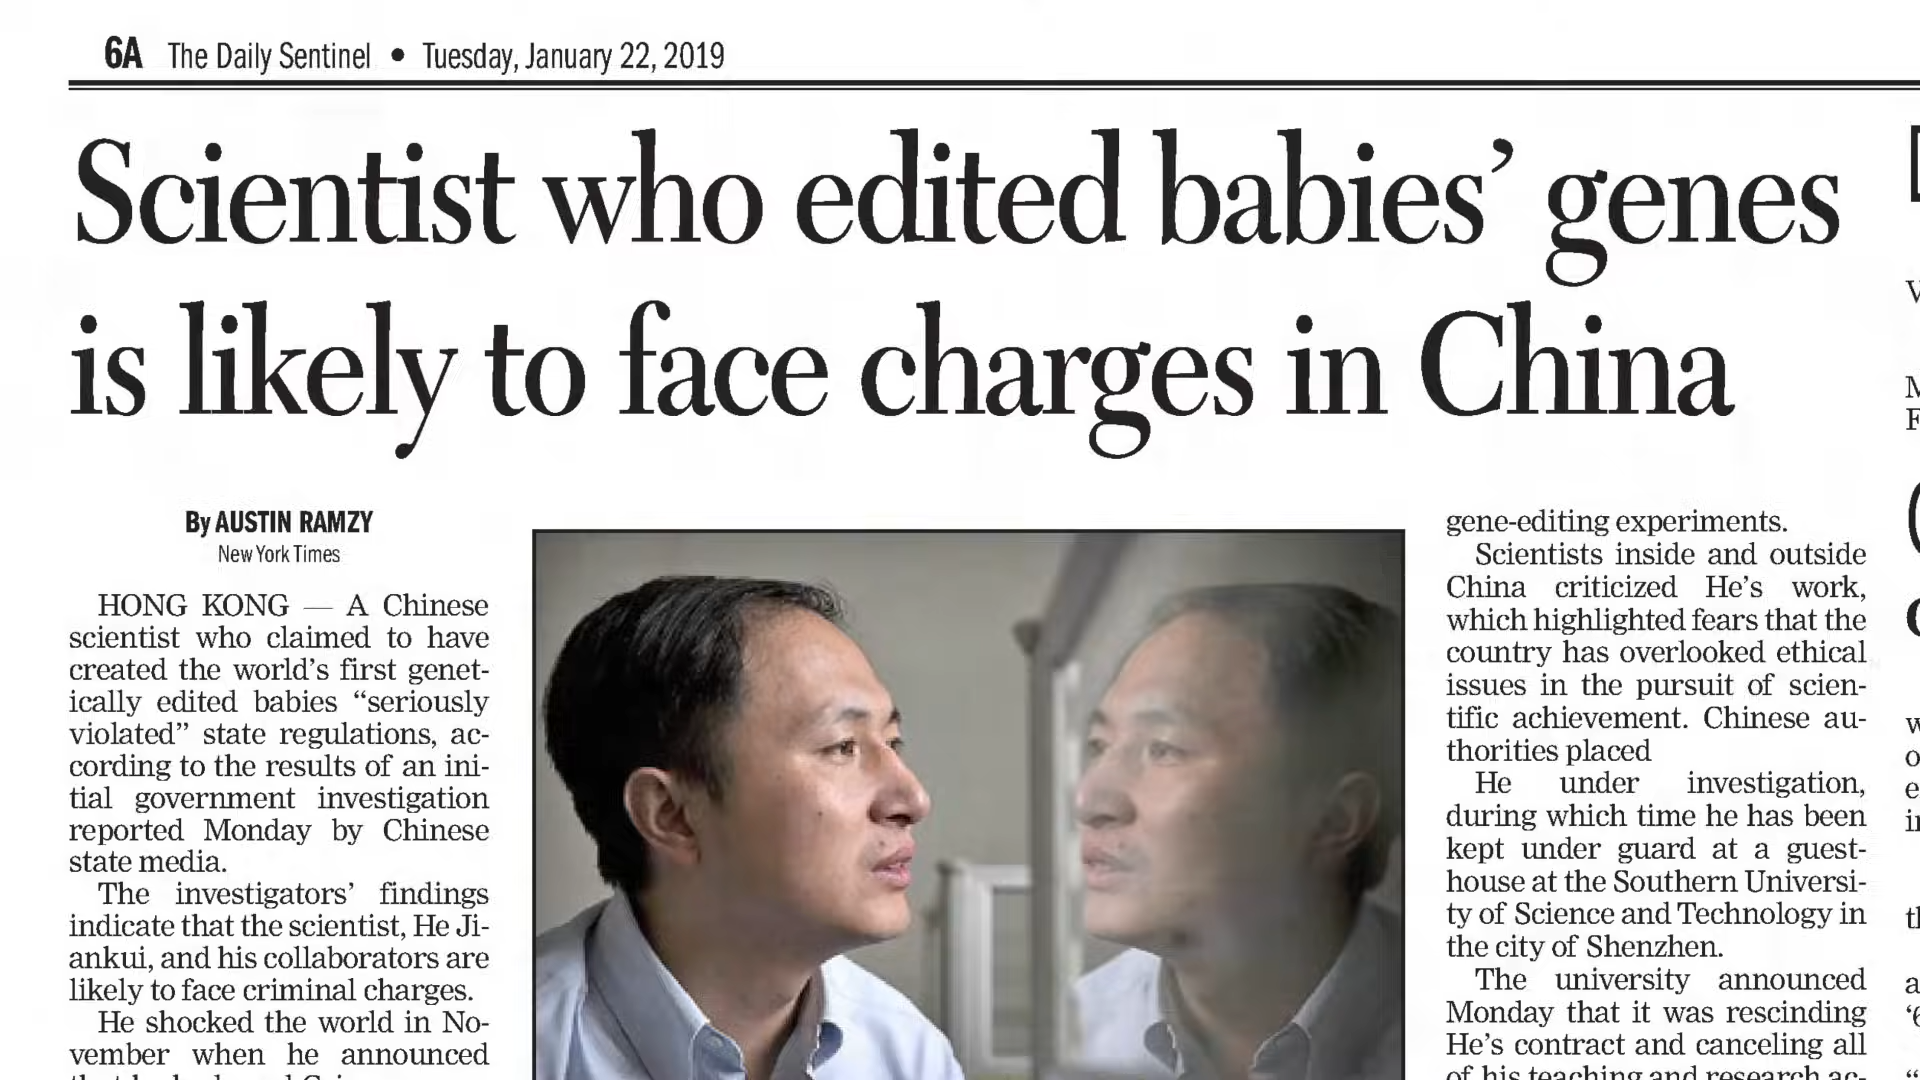 6A The Daily Sentinel • Tuesday, January 22, 2019
Scientist who edited babies’ genes
is likely to face charges in China
By AUSTIN RAMZY
New York Times
HONG KONG — A Chinese
scientist who claimed to have
created the world’s first genet-
ically edited babies “seriously
violated” state regulations, ac-
cording to the results of an ini-
tial government investigation
reported Monday by Chinese
state media.
The investigators’ findings
indicate that the scientist, He Ji-
ankui, and his collaborators are
likely to face criminal charges.
He shocked the world in No-
vember when he announced
gene-editing experiments.
Scientists inside and outside
China criticized He’s work,
which highlighted fears that the
country has overlooked ethical
issues in the pursuit of scien-
tific achievement. Chinese au-
thorities placed
He under investigation,
during which time he has been
kept under guard at a guest-
house at the Southern Universi-
ty of Science and Technology in
the city of Shenzhen.
The university announced
Monday that it was rescinding
He’s contract and canceling all
of his teaching and research ac-